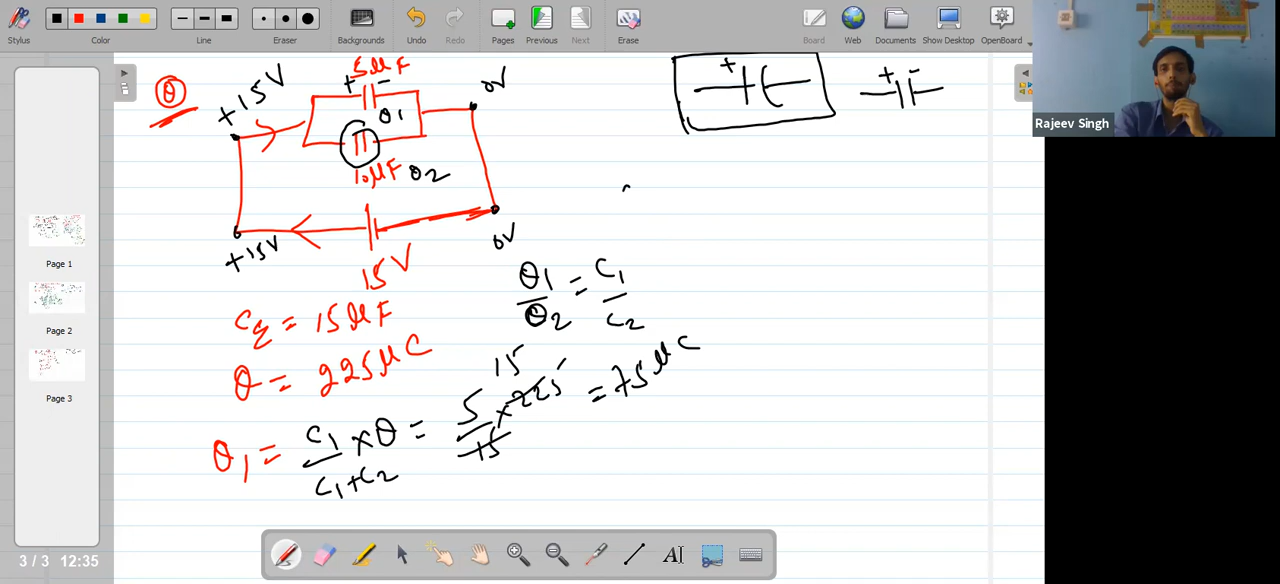 Stylus
Color
Line
Eraser
Backgrounds
Undo
Redo
Pages
Previous
Next
Erase
Board
Web
Documents
Show Desktop
OpenBoard
Rajeev Singh
Page 1
Page 2
Page 3
3 / 3 12:35
Q
+15V
5μF
+ -
Q1
0V
10μF Q2
+15V
0V
15V
+
+ -
Ceq = 15μF
Q = 225μC
Q1/Q2 = C1/C2
Q1 = C1/C1+C2 × Q = 5/15 × 225 = 75μC
15